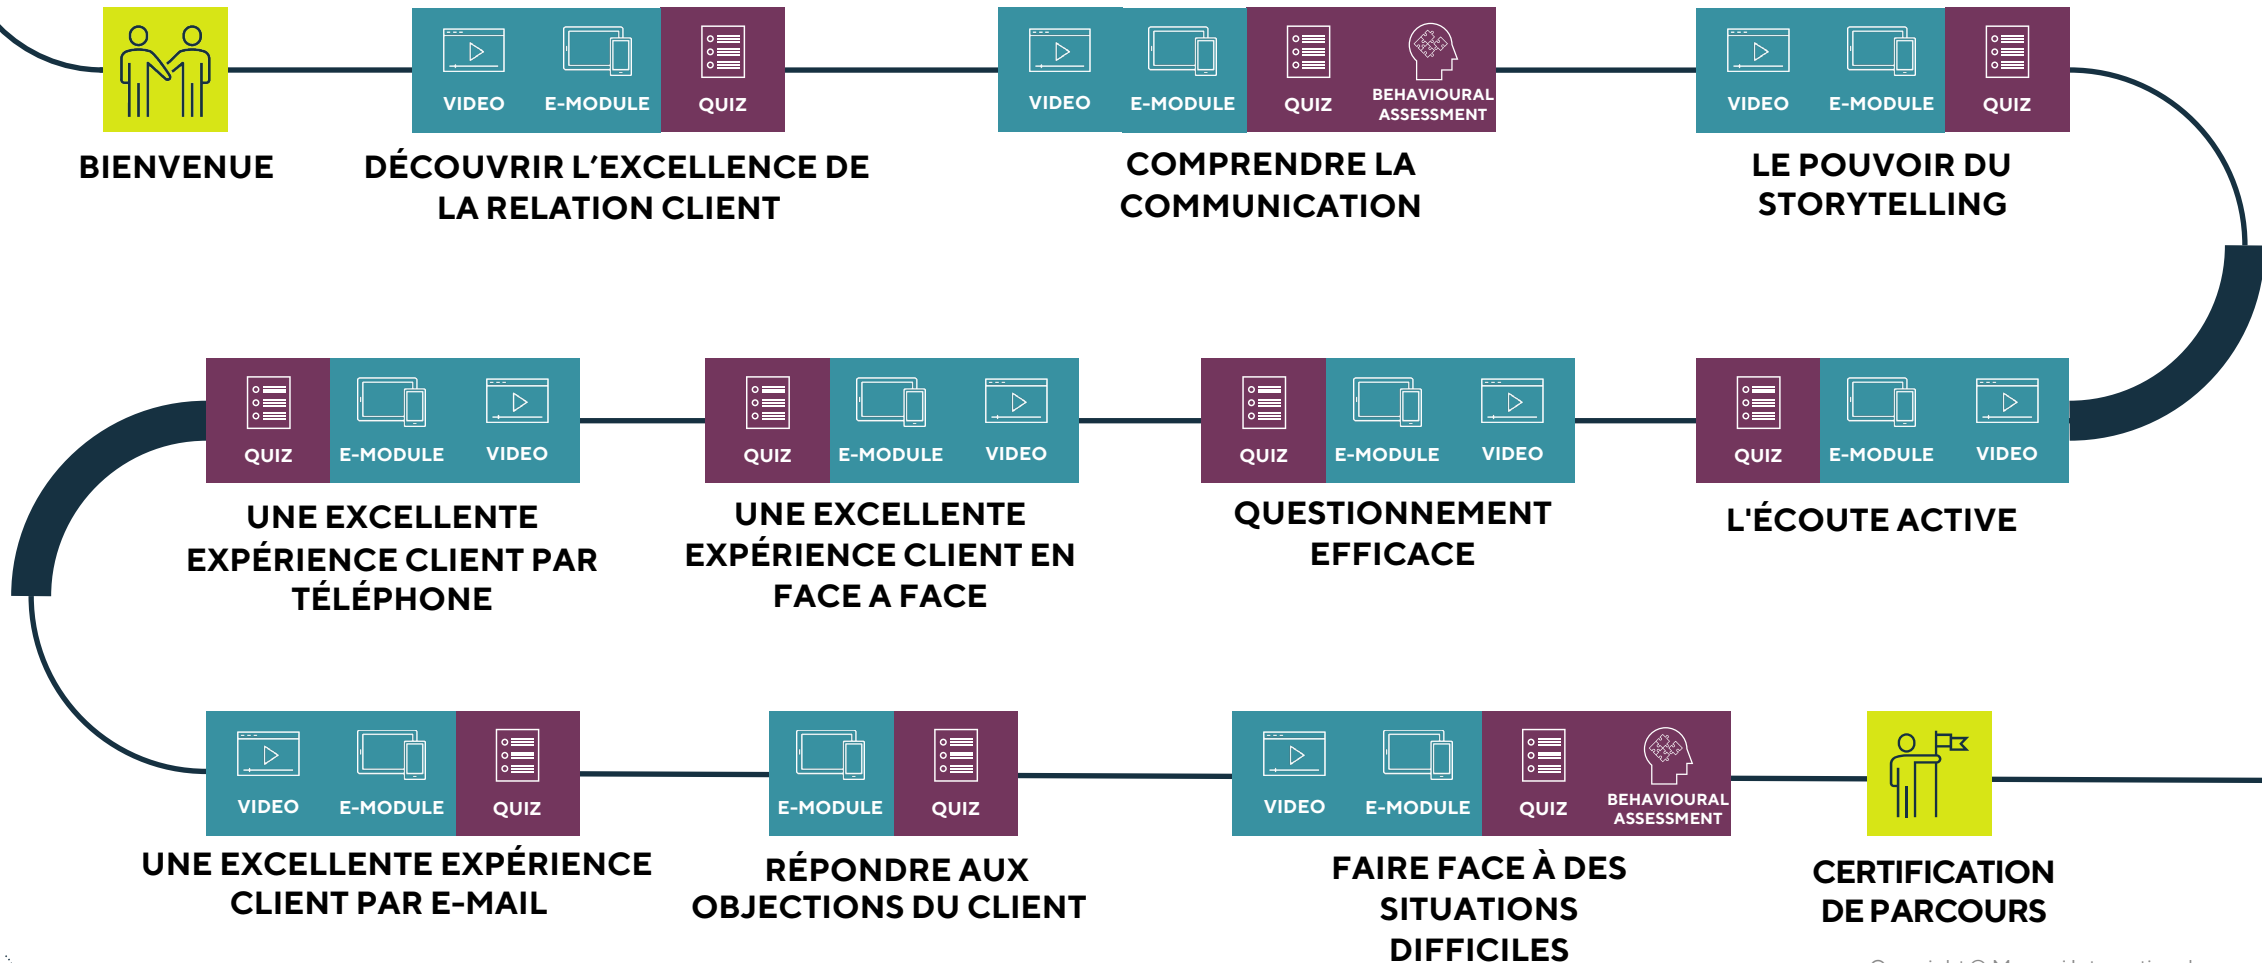 VIDEO E-MODULE QUIZ
VIDEO E-MODULE QUIZ BEHAVIOURAL
ASSESSMENT
VIDEO E-MODULE QUIZ
BIENVENUE
DÉCOUVRIR L'EXCELLENCE DE
LA RELATION CLIENT
COMPRENDRE LA
COMMUNICATION
LE POUVOIR DU
STORYTELLING
QUIZ E-MODULE VIDEO
UNE EXCELLENTE
EXPÉRIENCE CLIENT PAR
TÉLÉPHONE
QUIZ E-MODULE VIDEO
UNE EXCELLENTE
EXPÉRIENCE CLIENT EN
FACE A FACE
QUIZ E-MODULE VIDEO
QUESTIONNEMENT
EFFICACE
QUIZ E-MODULE VIDEO
L'ÉCOUTE ACTIVE
VIDEO E-MODULE QUIZ
UNE EXCELLENTE EXPÉRIENCE
CLIENT PAR E-MAIL
E-MODULE QUIZ
RÉPONDRE AUX
OBJECTIONS DU CLIENT
VIDEO E-MODULE QUIZ BEHAVIOURAL
ASSESSMENT
FAIRE FACE À DES
SITUATIONS
DIFFICILES
CERTIFICATION
DE PARCOURS